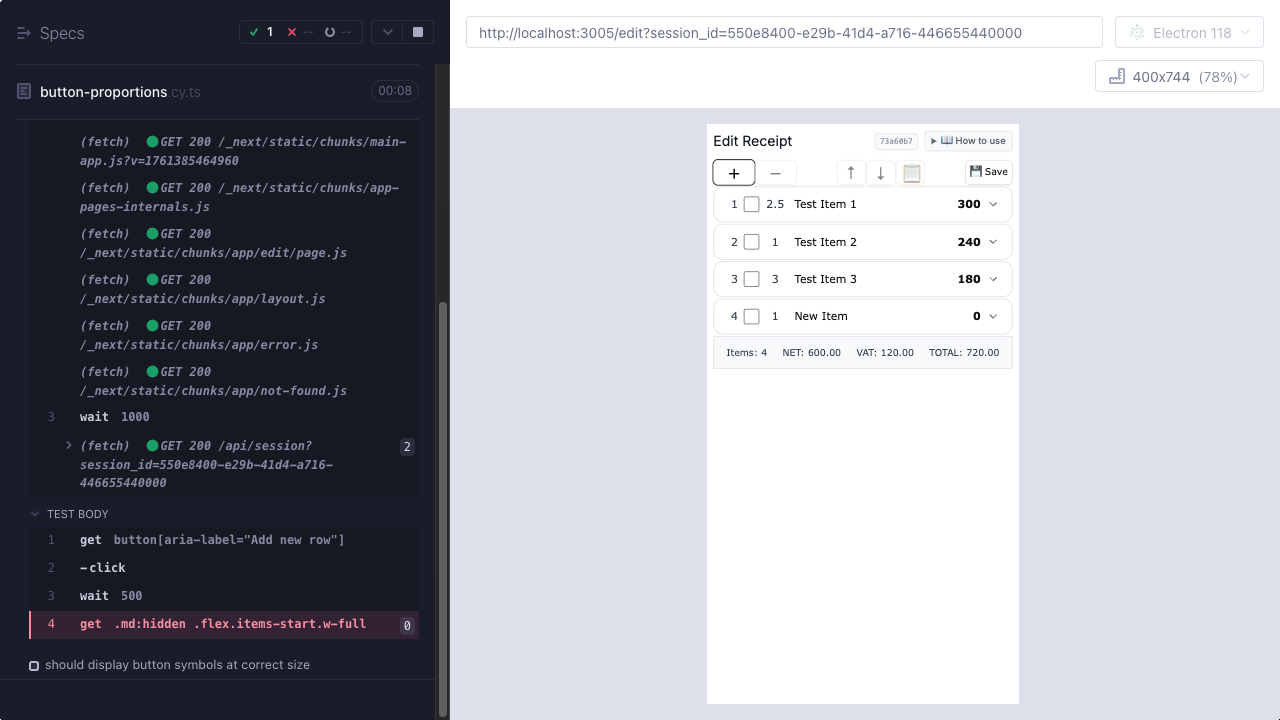 Specs
1
--
--
button-proportions.cy.ts
00:08
(fetch) GET 200 /_next/static/chunks/main-
app.js?v=1761385464960
(fetch) GET 200 /_next/static/chunks/app-
pages-internals.js
(fetch) GET 200
/_next/static/chunks/app/edit/page.js
(fetch) GET 200
/_next/static/chunks/app/layout.js
(fetch) GET 200
/_next/static/chunks/app/error.js
(fetch) GET 200
/_next/static/chunks/app/not-found.js
3 wait 1000
(fetch) GET 200 /api/session?
session_id=550e8400-e29b-41d4-a716-
446655440000
2
TEST BODY
1 get button[aria-label="Add new row"]
2 -click
3 wait 500
4 get .md:hidden .flex.items-start.w-full 0
should display button symbols at correct size
http://localhost:3005/edit?session_id=550e8400-e29b-41d4-a716-446655440000
Electron 118
400x744 (78%)
Edit Receipt 73a60b7 ▶ 📖 How to use
+ − ↑ ↓ 📋 💾 Save
1 2.5 Test Item 1 300
2 1 Test Item 2 240
3 3 Test Item 3 180
4 1 New Item 0
Items: 4 NET: 600.00 VAT: 120.00 TOTAL: 720.00